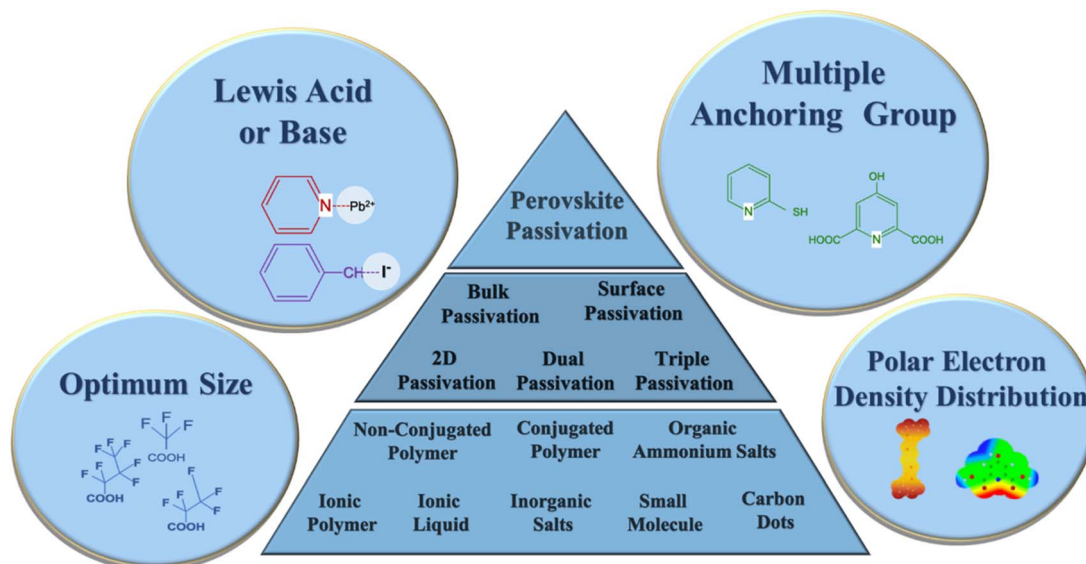 Lewis Acid
or Base
N
Pb²⁺
CH
I⁻
Multiple
Anchoring Group
N
SH
OH
HOOC
N
COOH
Perovskite
Passivation
Bulk
Passivation
Surface
Passivation
2D
Passivation
Dual
Passivation
Triple
Passivation
Non-Conjugated
Polymer
Conjugated
Polymer
Organic
Ammonium Salts
Ionic
Polymer
Ionic
Liquid
Inorganic
Salts
Small
Molecule
Carbon
Dots
Optimum Size
F
F
F
COOH
F
F
F
F
F
F
F
COOH
F
F
F
F
F
COOH
Polar Electron
Density Distribution